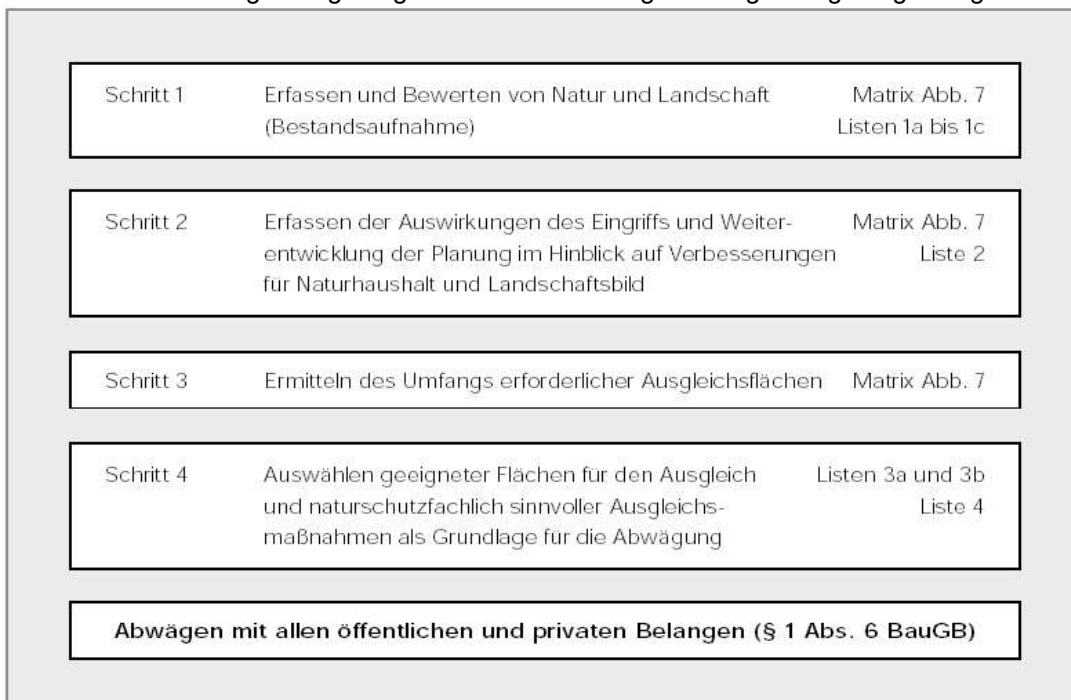 Schritt 1 Erfassen und Bewerten von Natur und Landschaft Matrix Abb. 7
(Bestandsaufnahme) Listen 1a bis 1c
Schritt 2 Erfassen der Auswirkungen des Eingriffs und Weiter- Matrix Abb. 7
entwicklung der Planung im Hinblick auf Verbesserungen Liste 2
für Naturhaushalt und Landschaftsbild
Schritt 3 Ermitteln des Umfangs erforderlicher Ausgleichsflächen Matrix Abb. 7
Schritt 4 Auswählen geeigneter Flächen für den Ausgleich Listen 3a und 3b
und naturschutzfachlich sinnvoller Ausgleichs- Liste 4
maßnahmen als Grundlage für die Abwägung
Abwägen mit allen öffentlichen und privaten Belangen (§ 1 Abs. 6 BauGB)